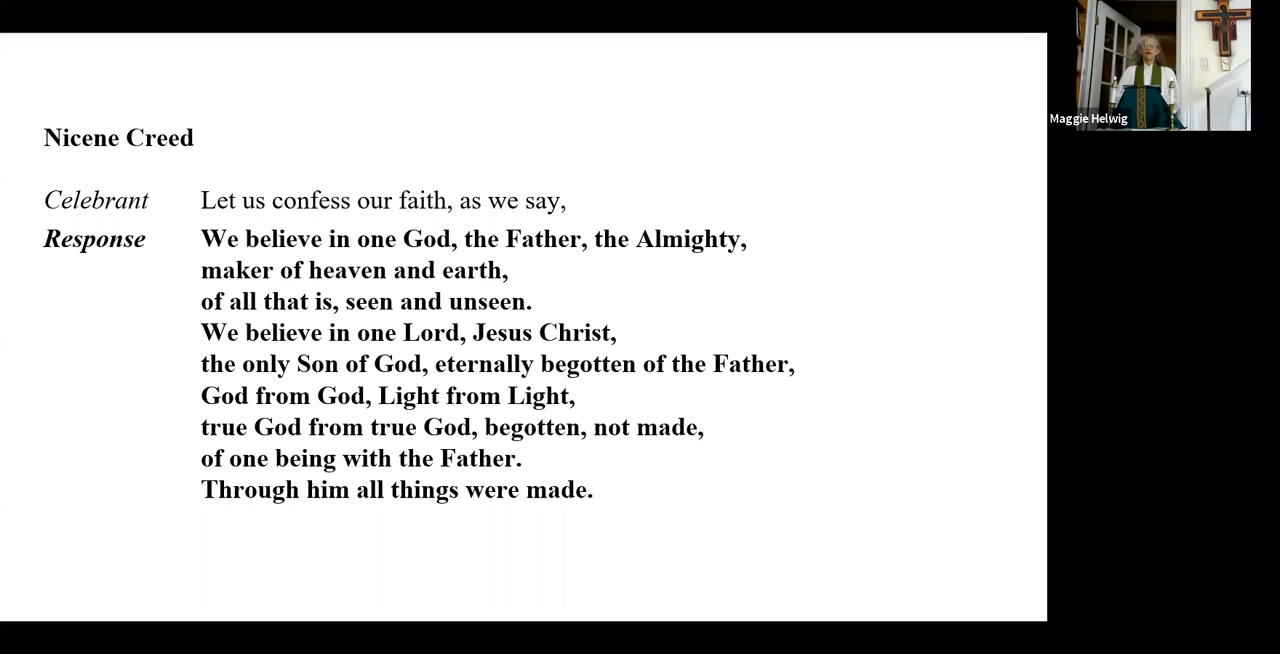 Nicene Creed
Celebrant Let us confess our faith, as we say,
Response We believe in one God, the Father, the Almighty,
maker of heaven and earth,
of all that is, seen and unseen.
We believe in one Lord, Jesus Christ,
the only Son of God, eternally begotten of the Father,
God from God, Light from Light,
true God from true God, begotten, not made,
of one being with the Father.
Through him all things were made.
Maggie Helwig